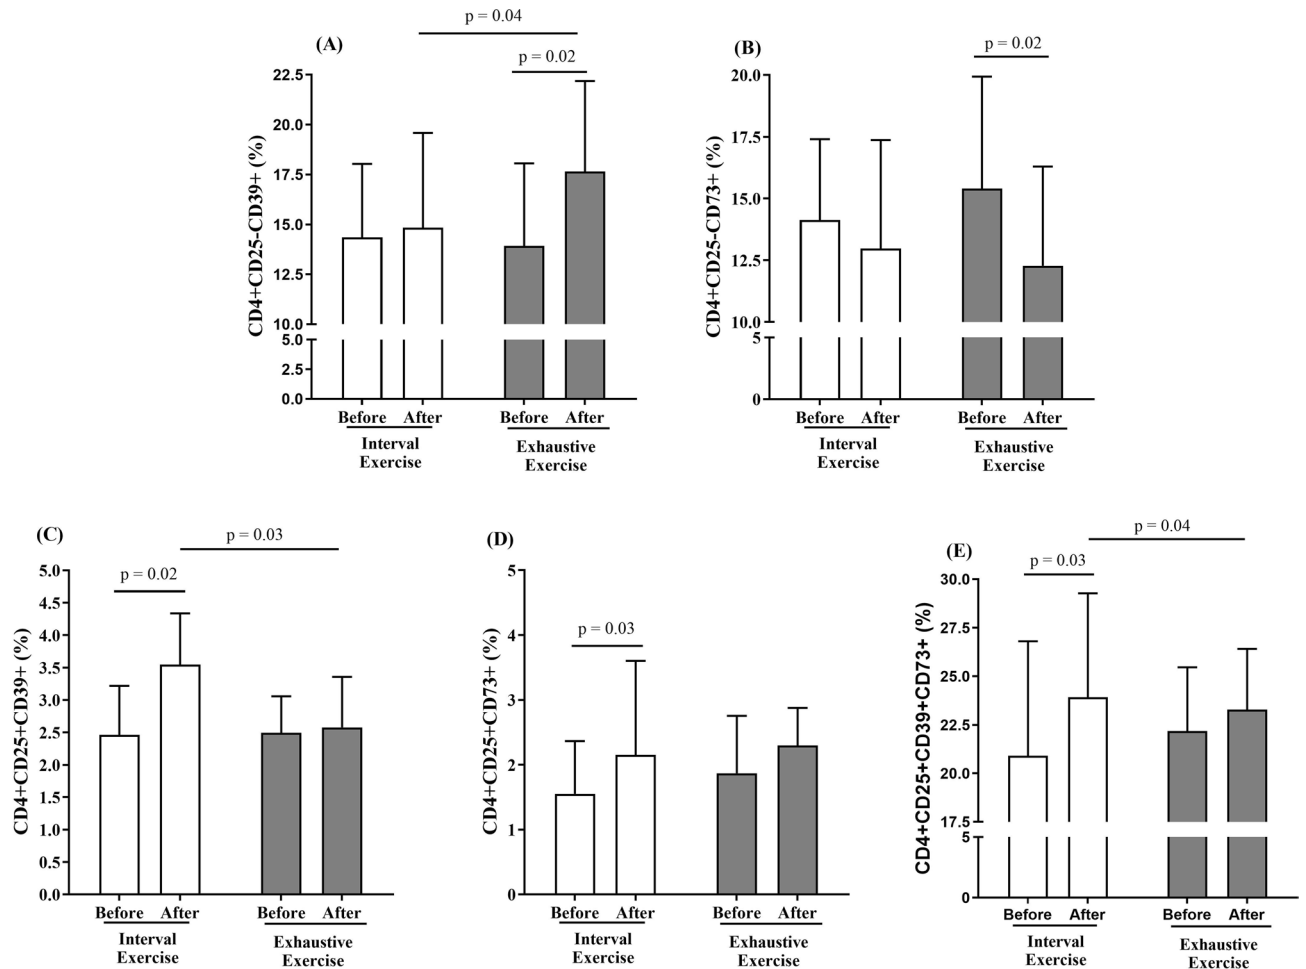 p = 0.04
(A)
p = 0.02
CD4+CD25-CD39+ (%)
22.5
20.0
17.5
15.0
12.5
10.0
5.0
2.5
0.0
Before After Before After
Interval
Exercise
Exhaustive
Exercise
(B)
p = 0.02
CD4+CD25-CD73+ (%)
20.0
17.5
15.0
12.5
10.0
5
0
Before After Before After
Interval
Exercise
Exhaustive
Exercise
(C)
p = 0.03
p = 0.02
CD4+CD25+CD39+ (%)
5.0
4.5
4.0
3.5
3.0
2.5
2.0
1.5
1.0
0.5
0.0
Before After Before After
Interval
Exercise
Exhaustive
Exercise
(D)
p = 0.03
CD4+CD25+CD73+ (%)
5
4
3
2
1
0
Before After Before After
Interval
Exercise
Exhaustive
Exercise
p = 0.04
(E)
p = 0.03
CD4+CD25+CD39+CD73+ (%)
30.0
27.5
25.0
22.5
20.0
17.5
5
0
Before After Before After
Interval
Exercise
Exhaustive
Exercise